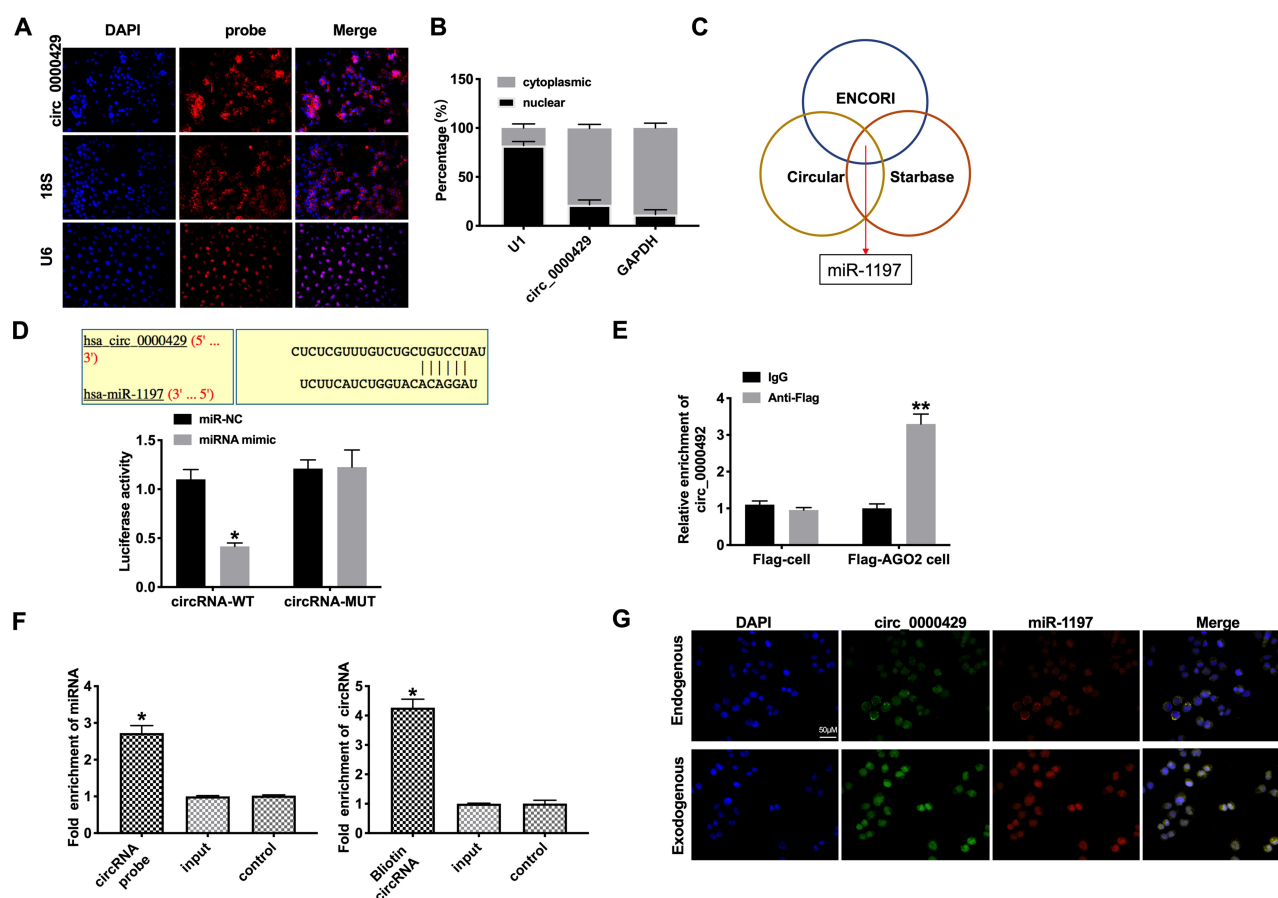 A
DAPI
probe
Merge
circ_0000429
18S
U6
B
cytoplasmic
nuclear
Percentage (%)
150
100
50
0
U1
circ_0000429
GAPDH
C
ENCORI
Circular
Starbase
miR-1197
D
hsa_circ_0000429 (5' ...
3')
hsa-miR-1197 (3' ... 5')
CUCUCGUUUGUCUGCUGUCCUAU
UCUUCAUCUGGUACACAGGAU
miR-NC
miRNA mimic
Luciferase activity
1.5
1.0
0.5
0.0
*
circRNA-WT
circRNA-MUT
E
IgG
Anti-Flag
Relative enrichment of
circ_0000492
4
3
2
1
0
**
Flag-cell
Flag-AGO2 cell
F
Fold enrichment of miRNA
4
3
2
1
0
*
circRNA
probe
input
control
Fold enrichment of circRNA
5
4
3
2
1
0
*
Bliotin
circRNA
input
control
G
DAPI
circ_0000429
miR-1197
Merge
Endogenous
50μM
Exodogenous